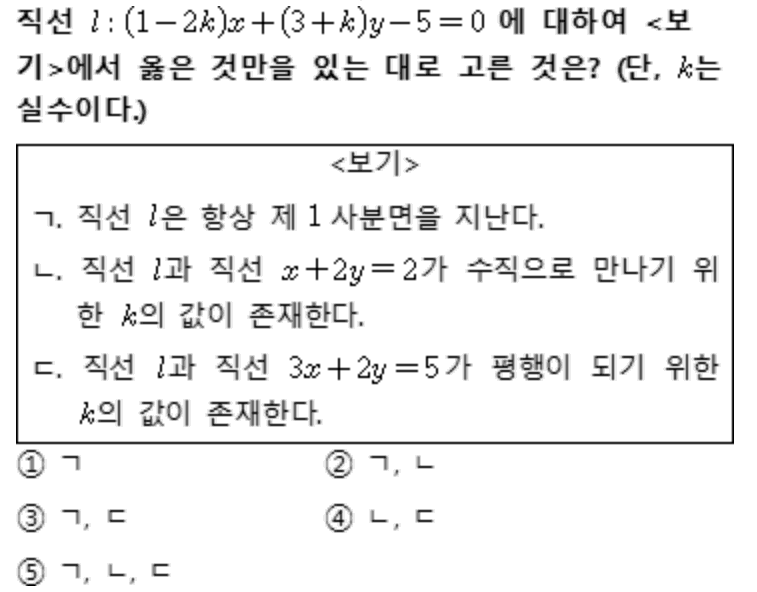 직선 l : (1−2k)x+(3+k)y−5=0 에 대하여 <보
기>에서 옳은 것만을 있는 대로 고른 것은? (단, k는
실수이다.)
<보기>
ㄱ. 직선 l은 항상 제 1 사분면을 지난다.
ㄴ. 직선 l과 직선 x+2y=2가 수직으로 만나기 위
한 k의 값이 존재한다.
ㄷ. 직선 l과 직선 3x+2y=5가 평행이 되기 위한
k의 값이 존재한다.
① ㄱ ② ㄱ, ㄴ
③ ㄱ, ㄷ ④ ㄴ, ㄷ
⑤ ㄱ, ㄴ, ㄷ